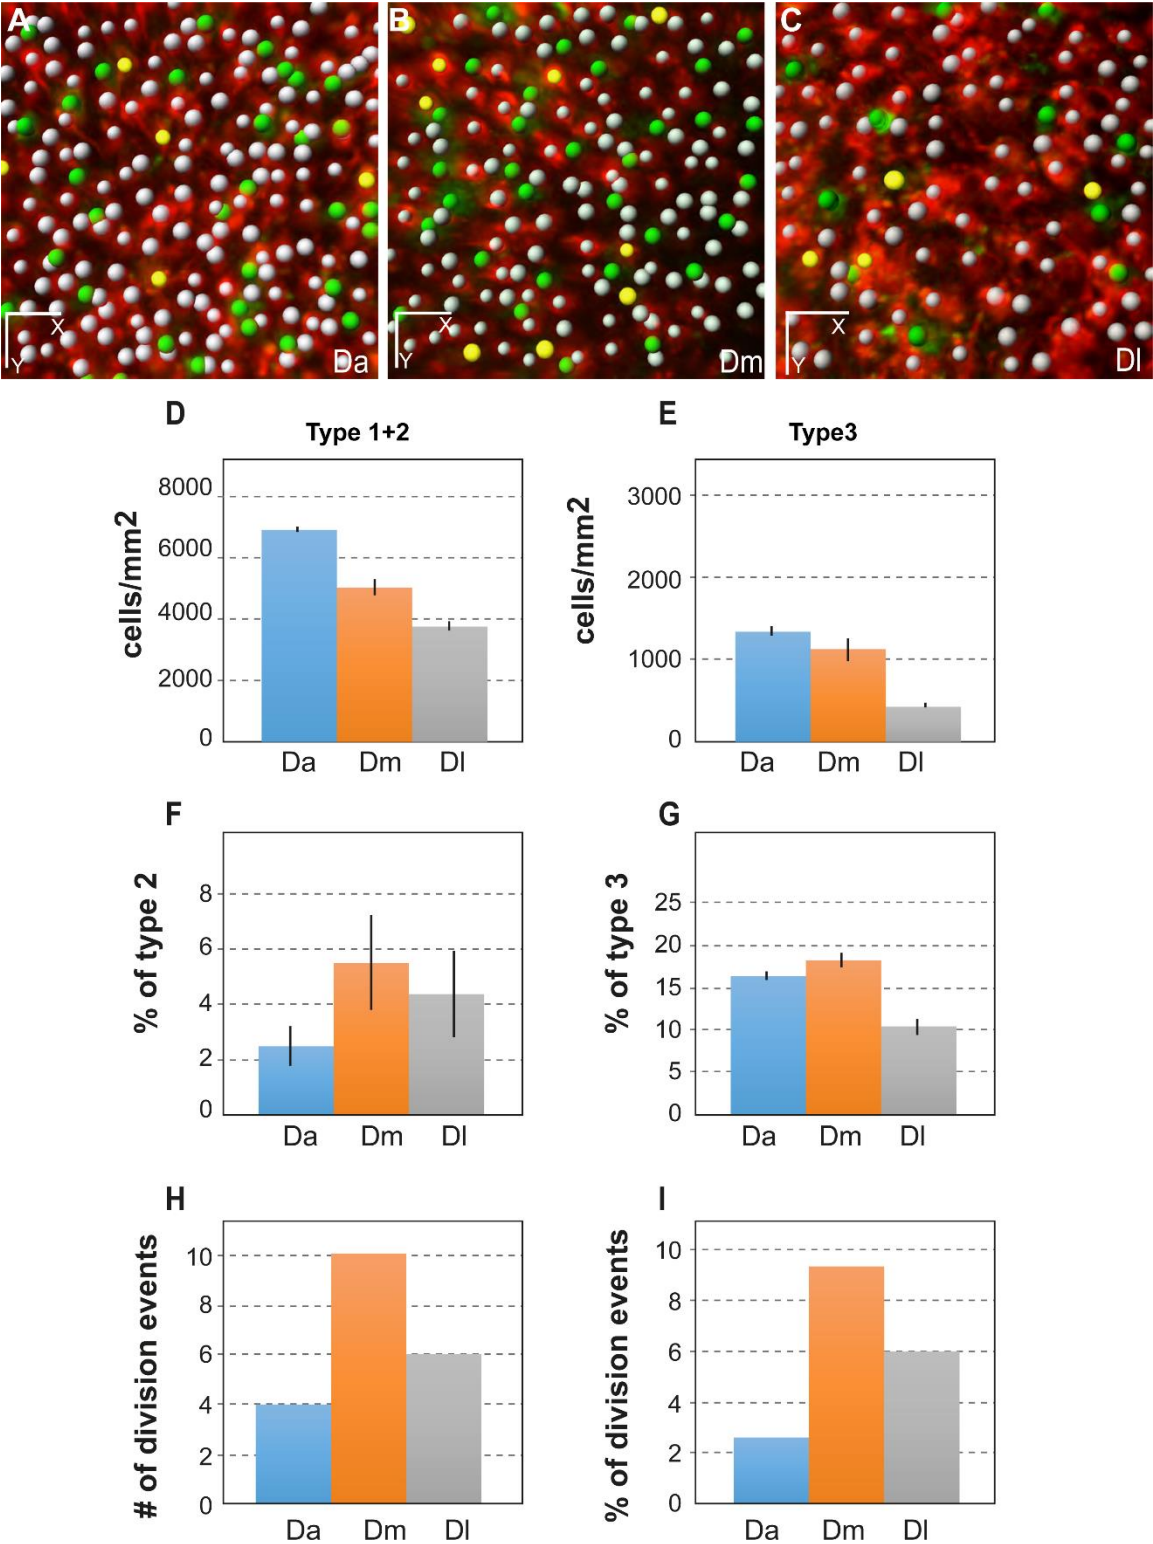 A
B
C
X
Y
Da
X
Y
Dm
X
Y
Dl
D
Type 1+2
cells/mm2
8000
6000
4000
2000
0
Da Dm Dl
E
Type3
cells/mm2
3000
2000
1000
0
Da Dm Dl
F
% of type 2
8
6
4
2
0
Da Dm Dl
G
% of type 3
25
20
15
10
5
0
Da Dm Dl
H
# of division events
10
8
6
4
2
0
Da Dm Dl
I
% of division events
10
8
6
4
2
0
Da Dm Dl